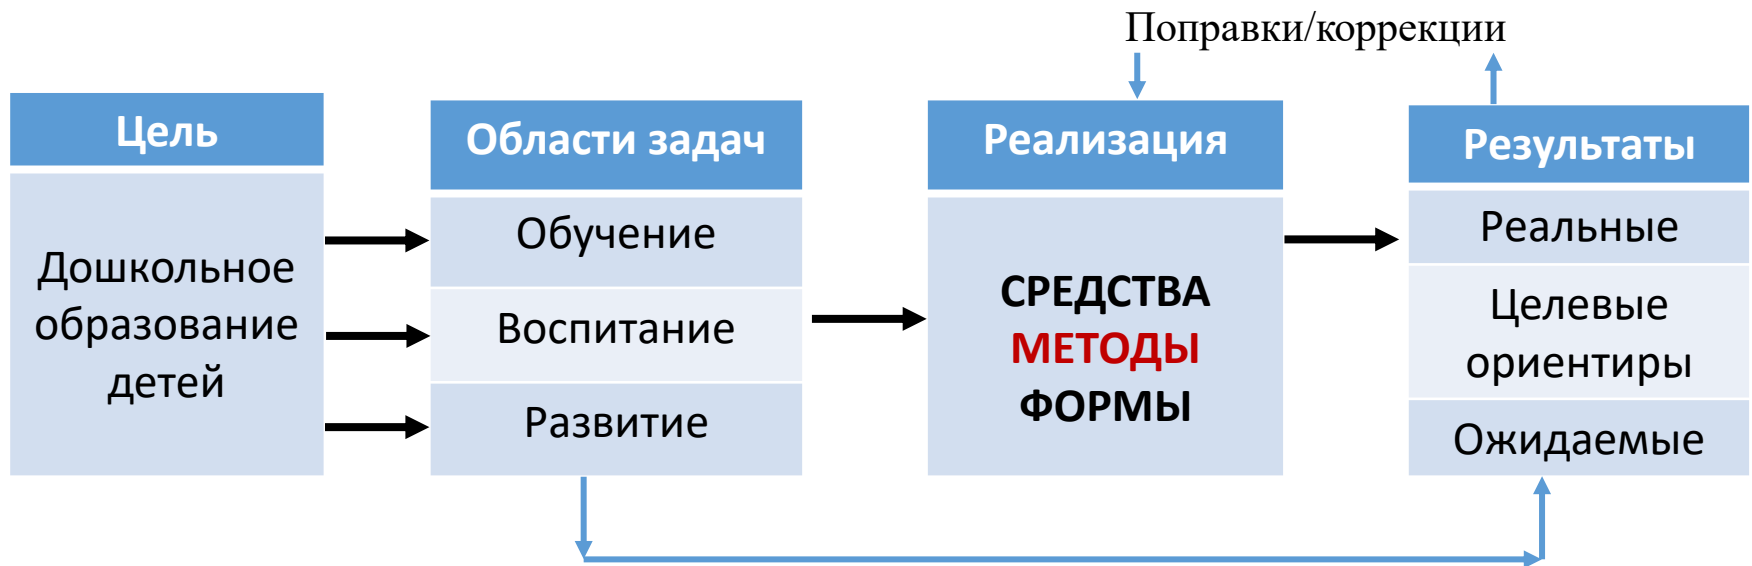 Поправки/коррекции
Цель
Дошкольное
образование
детей
Области задач
Обучение
Воспитание
Развитие
Реализация
СРЕДСТВА
МЕТОДЫ
ФОРМЫ
Результаты
Реальные
Целевые
ориентиры
Ожидаемые